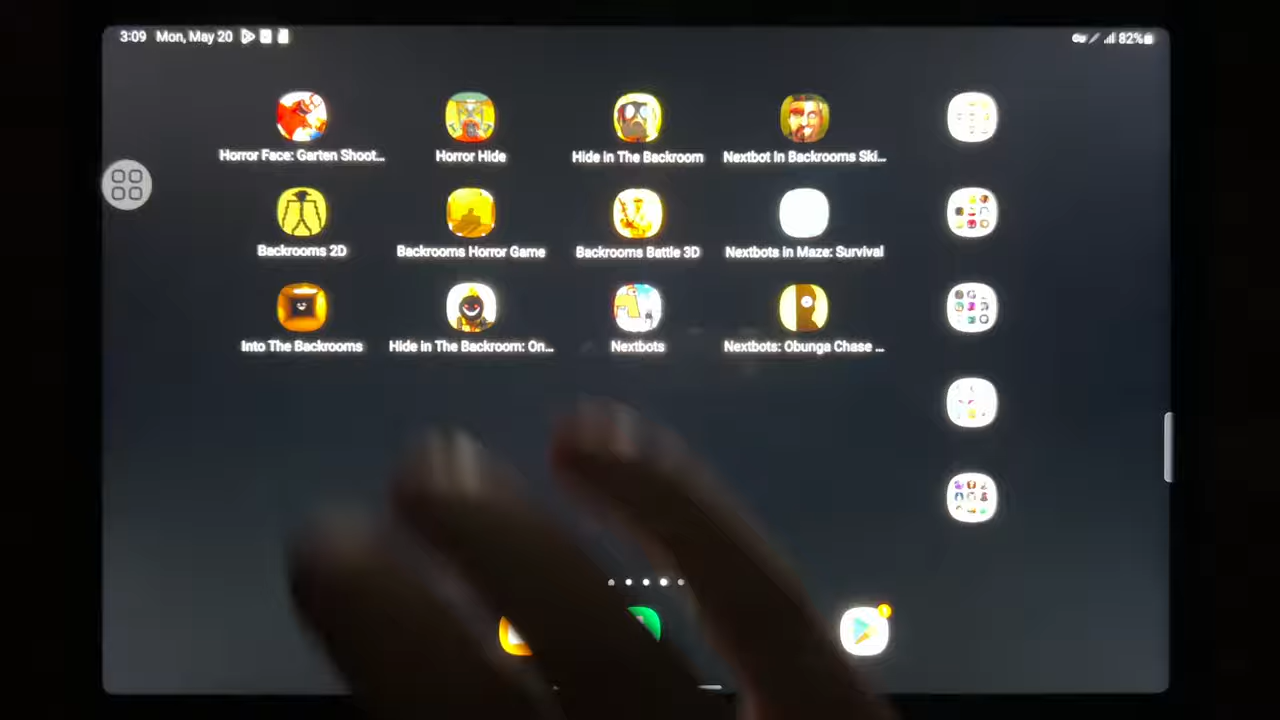 3:09 Mon, May 20 82%
Horror Face: Garten Shoot...
Horror Hide
Hide in The Backroom
Nextbot In Backrooms Ski...
Backrooms 2D
Backrooms Horror Game
Backrooms Battle 3D
Nextbots in Maze: Survival
Into The Backrooms
Hide in The Backroom: On...
Nextbots
Nextbots: Obunga Chase ...